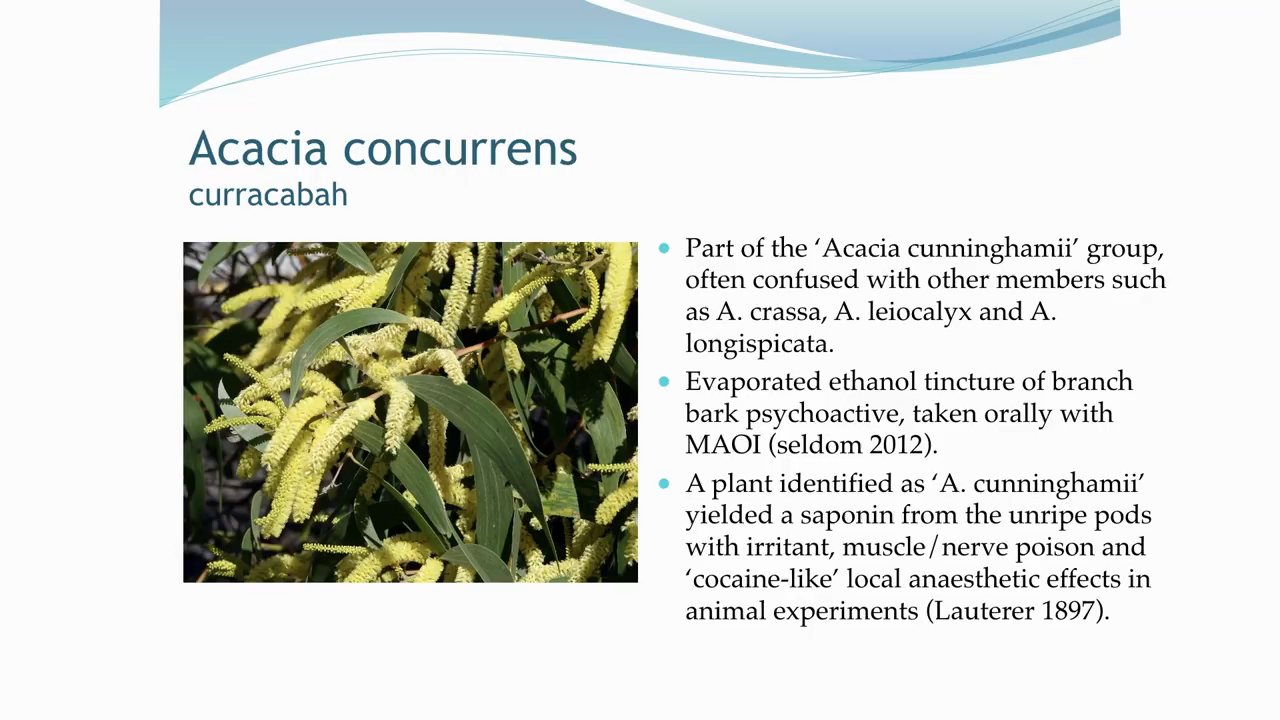 Acacia concurrens
curracabah
Part of the ‘Acacia cunninghamii’ group,
often confused with other members such
as A. crassa, A. leiocalyx and A.
longispicata.
Evaporated ethanol tincture of branch
bark psychoactive, taken orally with
MAOI (seldom 2012).
A plant identified as ‘A. cunninghamii’
yielded a saponin from the unripe pods
with irritant, muscle/nerve poison and
‘cocaine-like’ local anaesthetic effects in
animal experiments (Lauterer 1897).